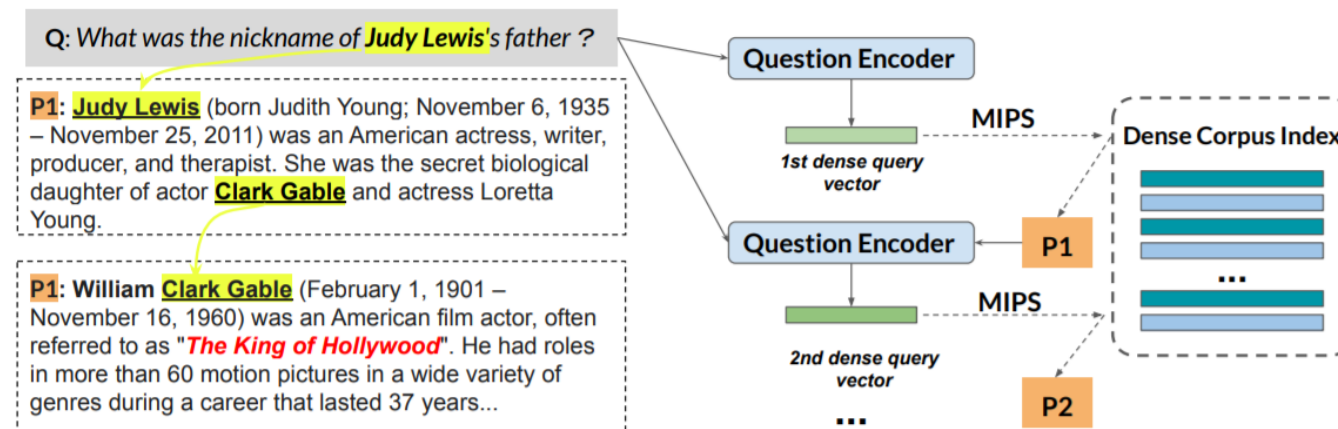 Q: What was the nickname of Judy Lewis's father ?
P1: Judy Lewis (born Judith Young; November 6, 1935
– November 25, 2011) was an American actress, writer,
producer, and therapist. She was the secret biological
daughter of actor Clark Gable and actress Loretta
Young.
P1: William Clark Gable (February 1, 1901 –
November 16, 1960) was an American film actor, often
referred to as "The King of Hollywood". He had roles
in more than 60 motion pictures in a wide variety of
genres during a career that lasted 37 years...
Question Encoder
MIPS
1st dense query
vector
Dense Corpus Index
...
Question Encoder
P1
MIPS
2nd dense query
vector
...
P2